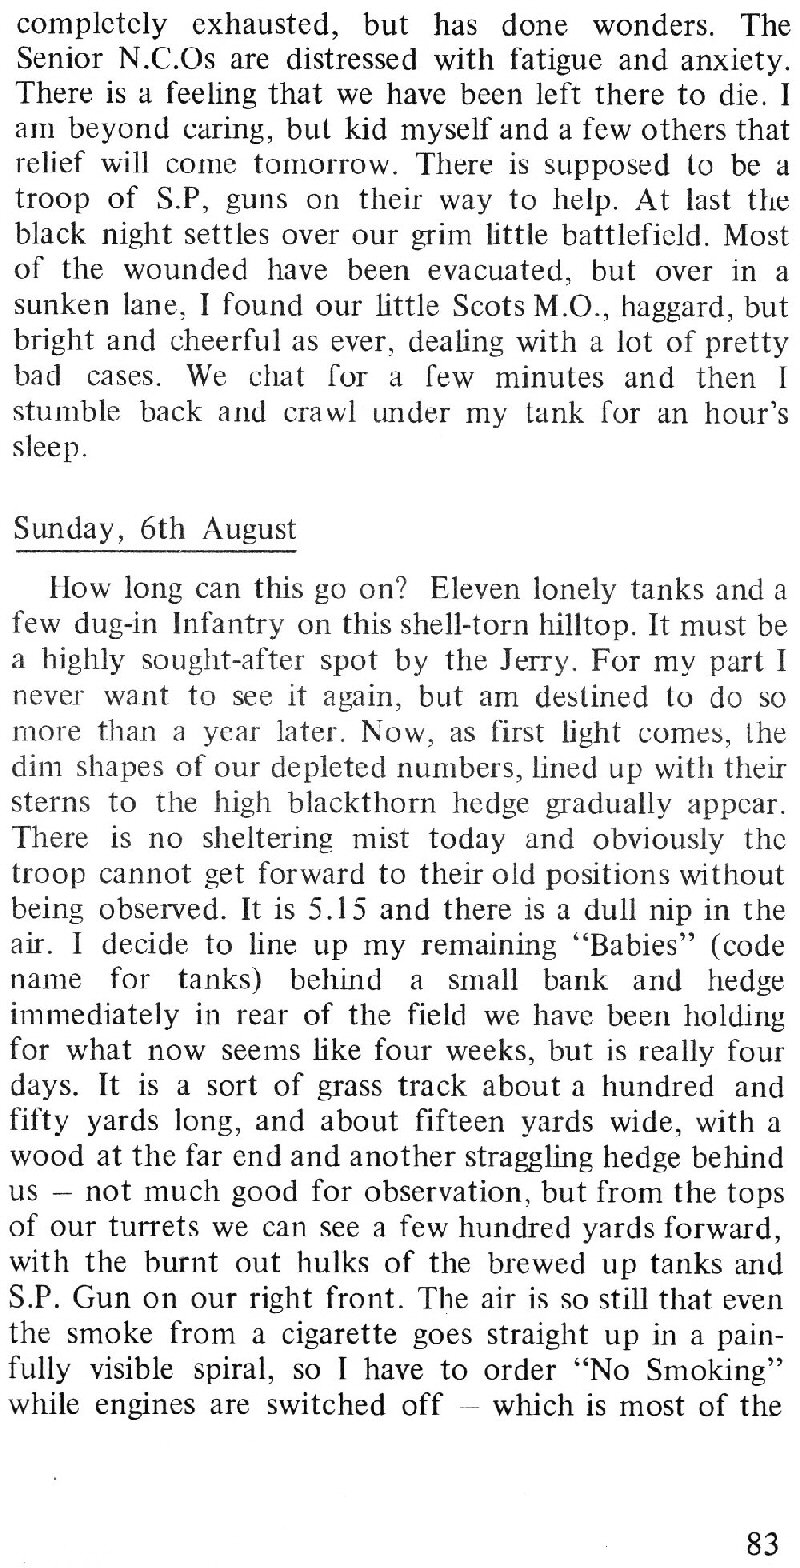 completely exhausted, but has done wonders. The
Senior N.C.Os are distressed with fatigue and anxiety.
There is a feeling that we have been left there to die. I
am beyond caring, but kid myself and a few others that
relief will come tomorrow. There is supposed to be a
troop of S.P, guns on their way to help. At last the
black night settles over our grim little battlefield. Most
of the wounded have been evacuated, but over in a
sunken lane, I found our little Scots M.O., haggard, but
bright and cheerful as ever, dealing with a lot of pretty
bad cases. We chat for a few minutes and then I
stumble back and crawl under my tank for an hour's
sleep.
Sunday, 6th August
How long can this go on? Eleven lonely tanks and a
few dug-in Infantry on this shell-torn hilltop. It must be
a highly sought-after spot by the Jerry. For my part I
never want to see it again, but am destined to do so
more than a year later. Now, as first light comes, the
dim shapes of our depleted numbers, lined up with their
sterns to the high blackthorn hedge gradually appear.
There is no sheltering mist today and obviously the
troop cannot get forward to their old positions without
being observed. It is 5.15 and there is a dull nip in the
air. I decide to line up my remaining “Babies” (code
name for tanks) behind a small bank and hedge
immediately in rear of the field we have been holding
for what now seems like four weeks, but is really four
days. It is a sort of grass track about a hundred and
fifty yards long, and about fifteen yards wide, with a
wood at the far end and another straggling hedge behind
us — not much good for observation, but from the tops
of our turrets we can see a few hundred yards forward,
with the burnt out hulks of the brewed up tanks and
S.P. Gun on our right front. The air is so still that even
the smoke from a cigarette goes straight up in a pain-
fully visible spiral, so I have to order “No Smoking”
while engines are switched off — which is most of the
83